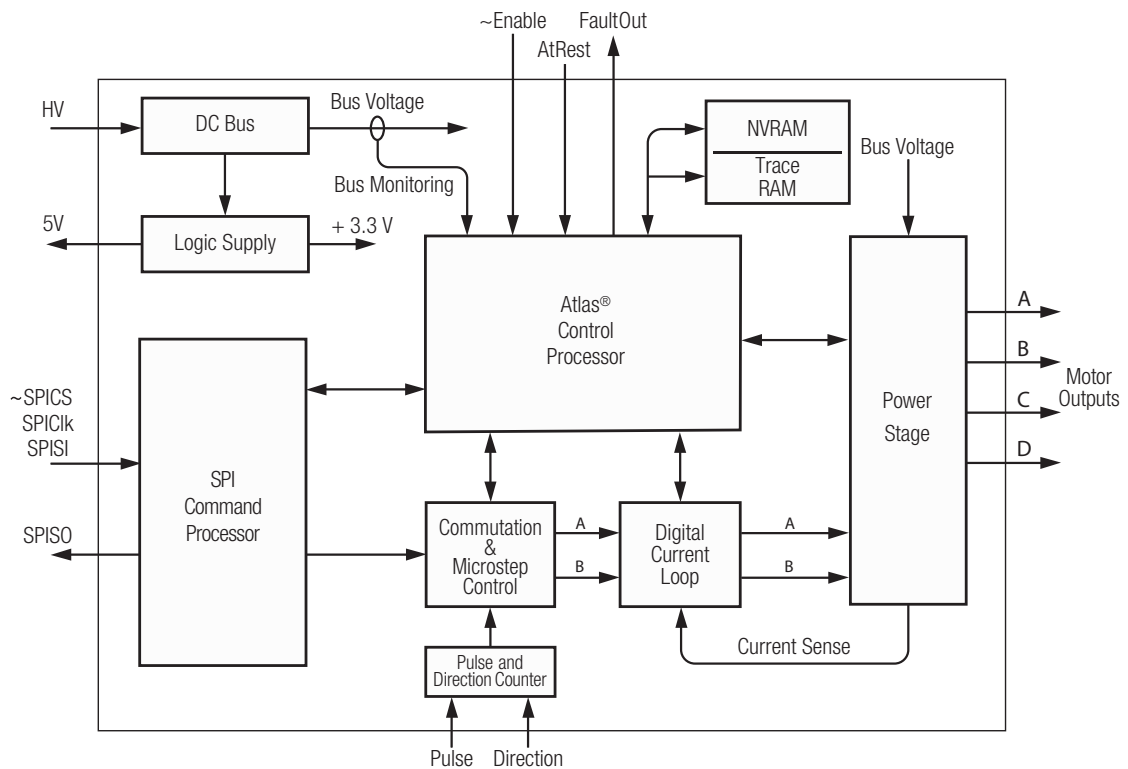 ~Enable
FaultOut
AtRest
HV
DC Bus
Bus Voltage
Bus Monitoring
NVRAM
Trace
RAM
Bus Voltage
5V
Logic Supply
+ 3.3 V
Atlas®
Control
Processor
A
B
C
D
Motor
Outputs
Power
Stage
~SPICS
SPIClk
SPISI
SPISO
SPI
Command
Processor
Commutation
&
Microstep
Control
A
B
Digital
Current
Loop
A
B
Current Sense
Pulse and
Direction Counter
Pulse
Direction